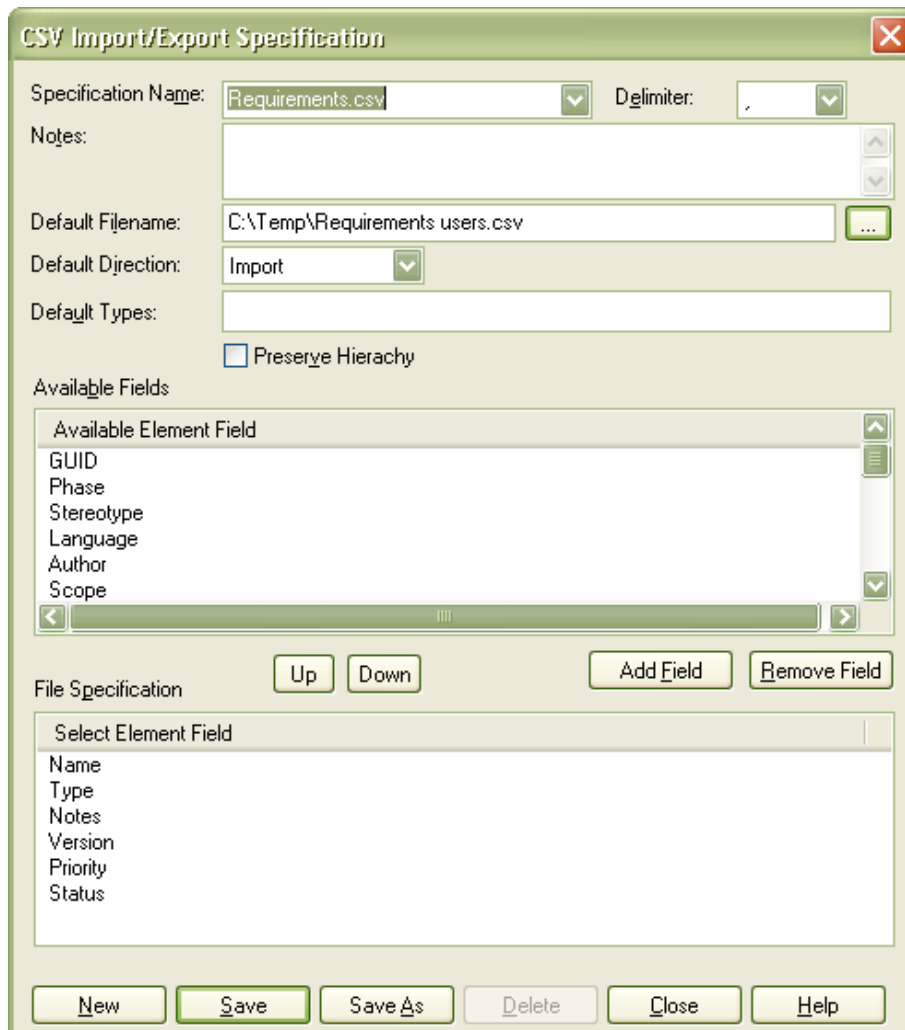 CSV Import/Export Specification
Specification Name: Requirements.csv Delimiter: ,
Notes:
Default Filename: C:\Temp\Requirements users.csv ...
Default Direction: Import
Default Types:
Preserve Hierachy
Available Fields
Available Element Field
GUID
Phase
Stereotype
Language
Author
Scope
Up Down Add Field Remove Field
File Specification
Select Element Field
Name
Type
Notes
Version
Priority
Status
New Save Save As Delete Close Help